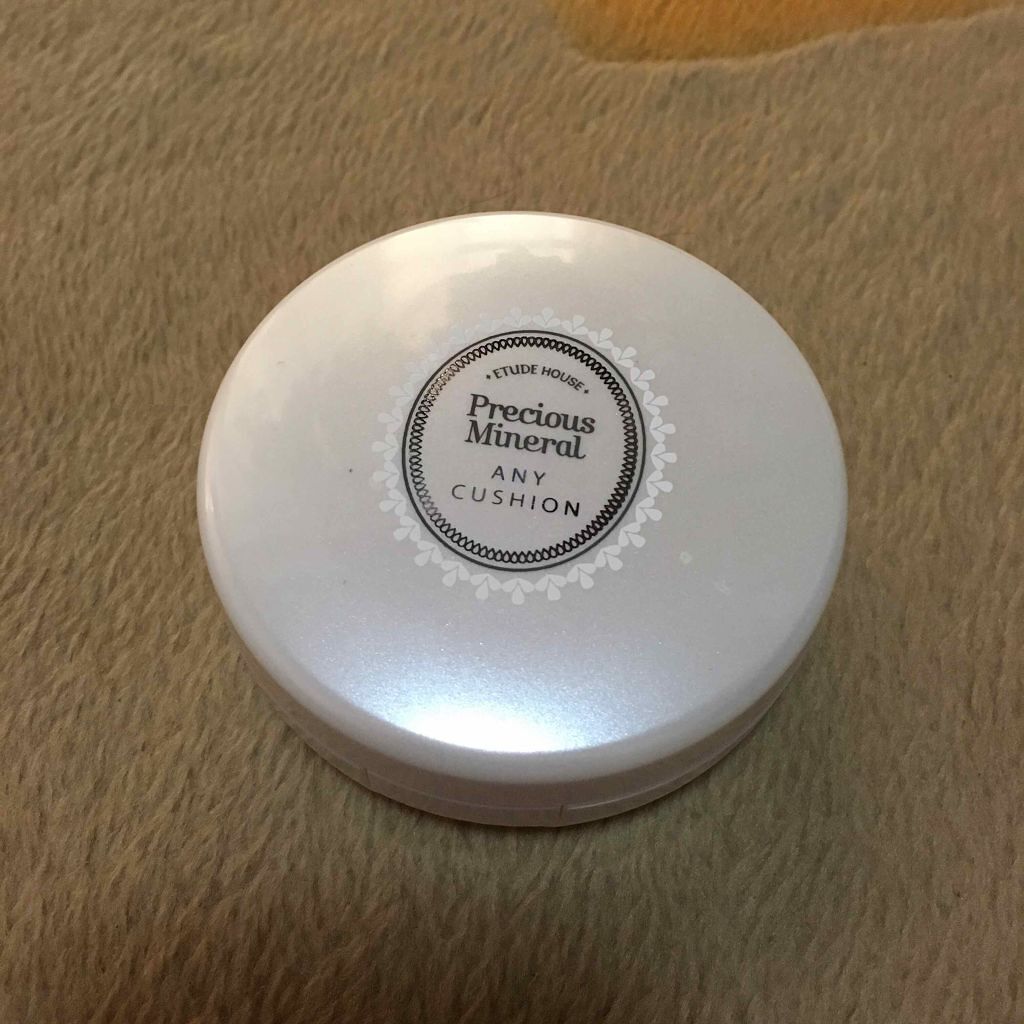 ETUDE HOUSE
Precious
Mineral
ANY
CUSHION